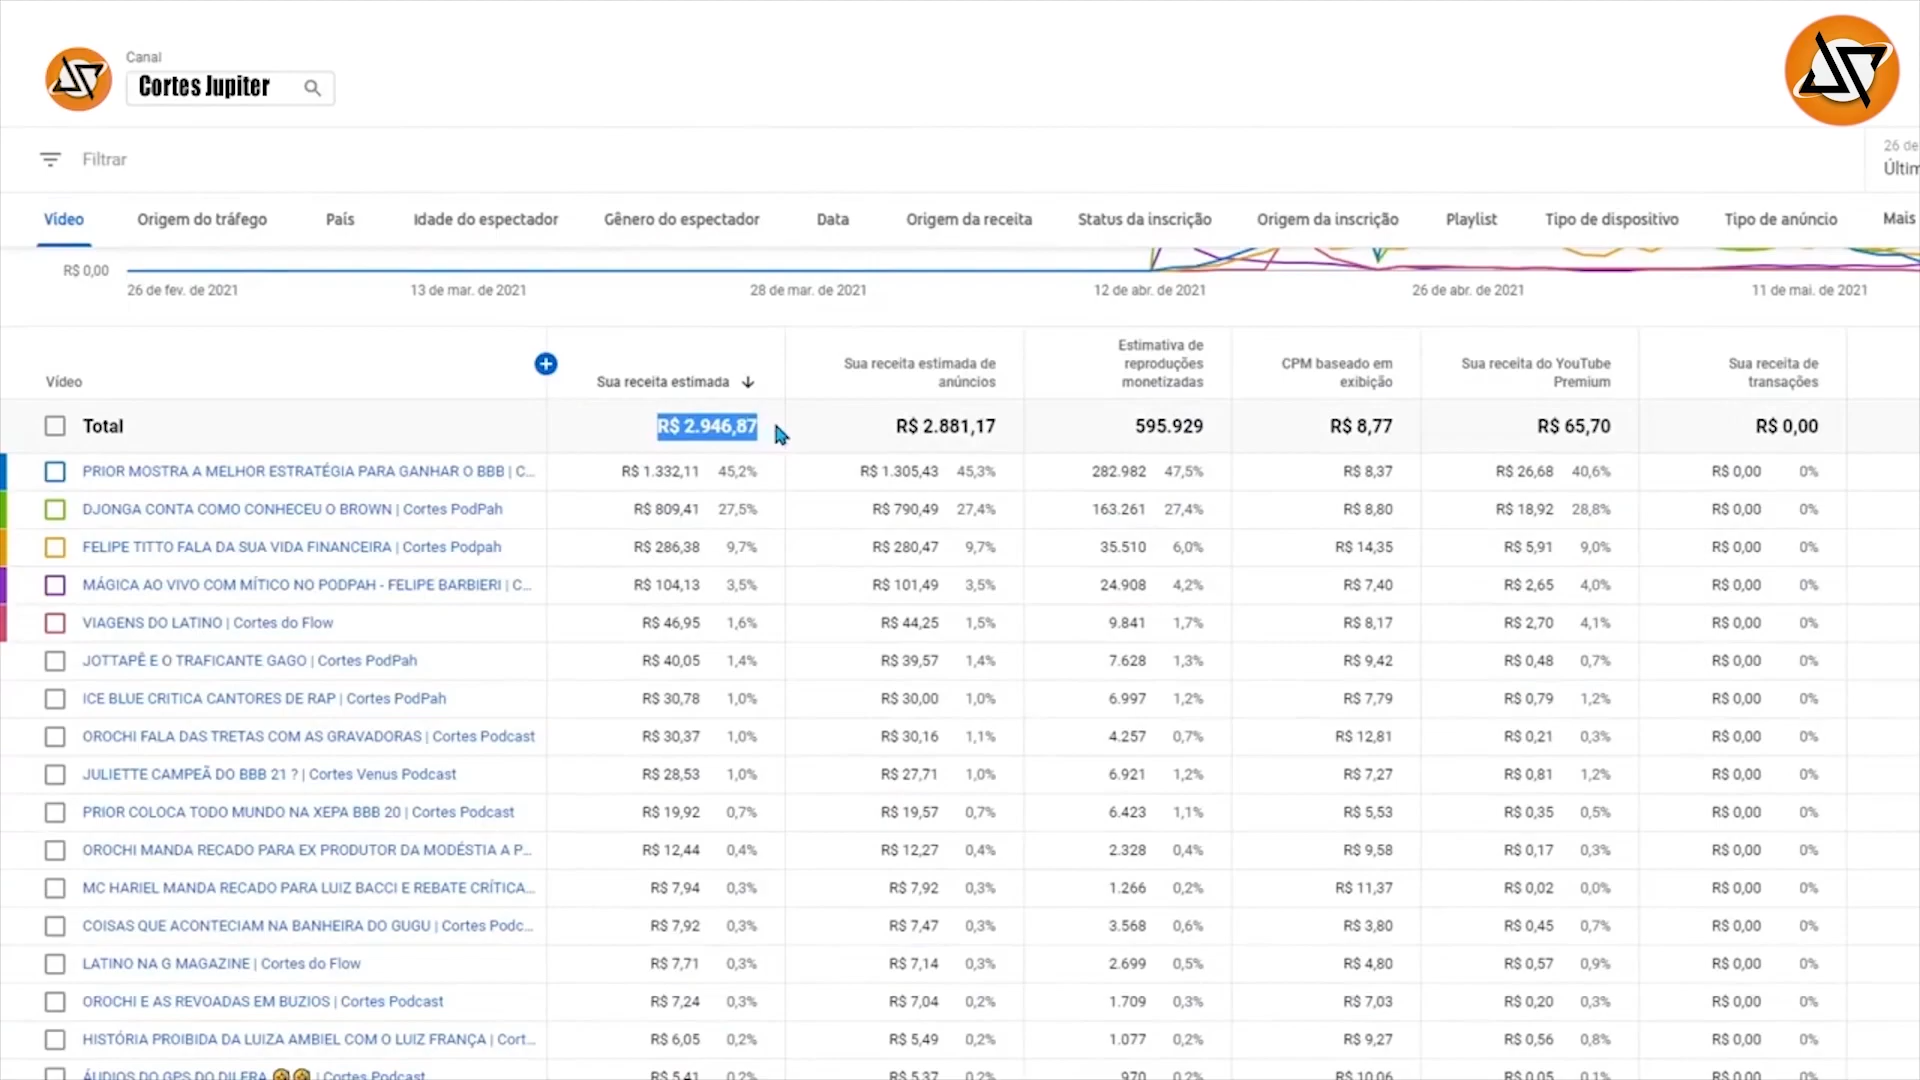 Canal
Cortes Jupiter
Filtrar
26 de
Últim
Vídeo Origem do tráfego País Idade do espectador Gênero do espectador Data Origem da receita Status da inscrição Origem da inscrição Playlist Tipo de dispositivo Tipo de anúncio Mais
R$ 0,00
26 de fev. de 2021 13 de mar. de 2021 28 de mar. de 2021 12 de abr. de 2021 26 de abr. de 2021 11 de mai. de 2021
Vídeo
Sua receita estimada
Sua receita estimada de
anúncios
Estimativa de
reproduções
monetizadas
CPM baseado em
exibição
Sua receita do YouTube
Premium
Sua receita de
transações
Total R$ 2.946,87 R$ 2.881,17 595.929 R$ 8,77 R$ 65,70 R$ 0,00
PRIOR MOSTRA A MELHOR ESTRATÉGIA PARA GANHAR O BBB | C... R$ 1.332,11 45,2% R$ 1.305,43 45,3% 282.982 47,5% R$ 8,37 R$ 26,68 40,6% R$ 0,00 0%
DJONGA CONTA COMO CONHECEU O BROWN | Cortes PodPah R$ 809,41 27,5% R$ 790,49 27,4% 163.261 27,4% R$ 8,80 R$ 18,92 28,8% R$ 0,00 0%
FELIPE TITTO FALA DA SUA VIDA FINANCEIRA | Cortes Podpah R$ 286,38 9,7% R$ 280,47 9,7% 35.510 6,0% R$ 14,35 R$ 5,91 9,0% R$ 0,00 0%
MÁGICA AO VIVO COM MÍTICO NO PODPAH - FELIPE BARBIERI | C... R$ 104,13 3,5% R$ 101,49 3,5% 24.908 4,2% R$ 7,40 R$ 2,65 4,0% R$ 0,00 0%
VIAGENS DO LATINO | Cortes do Flow R$ 46,95 1,6% R$ 44,25 1,5% 9.841 1,7% R$ 8,17 R$ 2,70 4,1% R$ 0,00 0%
JOTTAPÊ E O TRAFICANTE GAGO | Cortes PodPah R$ 40,05 1,4% R$ 39,57 1,4% 7.628 1,3% R$ 9,42 R$ 0,48 0,7% R$ 0,00 0%
ICE BLUE CRITICA CANTORES DE RAP | Cortes PodPah R$ 30,78 1,0% R$ 30,00 1,0% 6.997 1,2% R$ 7,79 R$ 0,79 1,2% R$ 0,00 0%
OROCHI FALA DAS TRETAS COM AS GRAVADORAS | Cortes Podcast R$ 30,37 1,0% R$ 30,16 1,1% 4.257 0,7% R$ 12,81 R$ 0,21 0,3% R$ 0,00 0%
JULIETTE CAMPEÃ DO BBB 21 ? | Cortes Venus Podcast R$ 28,53 1,0% R$ 27,71 1,0% 6.921 1,2% R$ 7,27 R$ 0,81 1,2% R$ 0,00 0%
PRIOR COLOCA TODO MUNDO NA XEPA BBB 20 | Cortes Podcast R$ 19,92 0,7% R$ 19,57 0,7% 6.423 1,1% R$ 5,53 R$ 0,35 0,5% R$ 0,00 0%
OROCHI MANDA RECADO PARA EX PRODUTOR DA MODÉSTIA A P... R$ 12,44 0,4% R$ 12,27 0,4% 2.328 0,4% R$ 9,58 R$ 0,17 0,3% R$ 0,00 0%
MC HARIEL MANDA RECADO PARA LUIZ BACCI E REBATE CRÍTICA... R$ 7,94 0,3% R$ 7,92 0,3% 1.266 0,2% R$ 11,37 R$ 0,02 0,0% R$ 0,00 0%
COISAS QUE ACONTECIAM NA BANHEIRA DO GUGU | Cortes Podc... R$ 7,92 0,3% R$ 7,47 0,3% 3.568 0,6% R$ 3,80 R$ 0,45 0,7% R$ 0,00 0%
LATINO NA G MAGAZINE | Cortes do Flow R$ 7,71 0,3% R$ 7,14 0,3% 2.699 0,5% R$ 4,80 R$ 0,57 0,9% R$ 0,00 0%
OROCHI E AS REVOADAS EM BUZIOS | Cortes Podcast R$ 7,24 0,3% R$ 7,04 0,2% 1.709 0,3% R$ 7,03 R$ 0,20 0,3% R$ 0,00 0%
HISTÓRIA PROIBIDA DA LUIZA AMBIEL COM O LUIZ FRANÇA | Cort... R$ 6,05 0,2% R$ 5,49 0,2% 1.077 0,2% R$ 9,27 R$ 0,56 0,8% R$ 0,00 0%
ÁUDIOS DO GPS DO DILERA | Cortes Podcast R$ 5,41 0,2% R$ 5,37 0,2% 970 0,2% R$ 10,06 R$ 0,05 0,1% R$ 0,00 0%